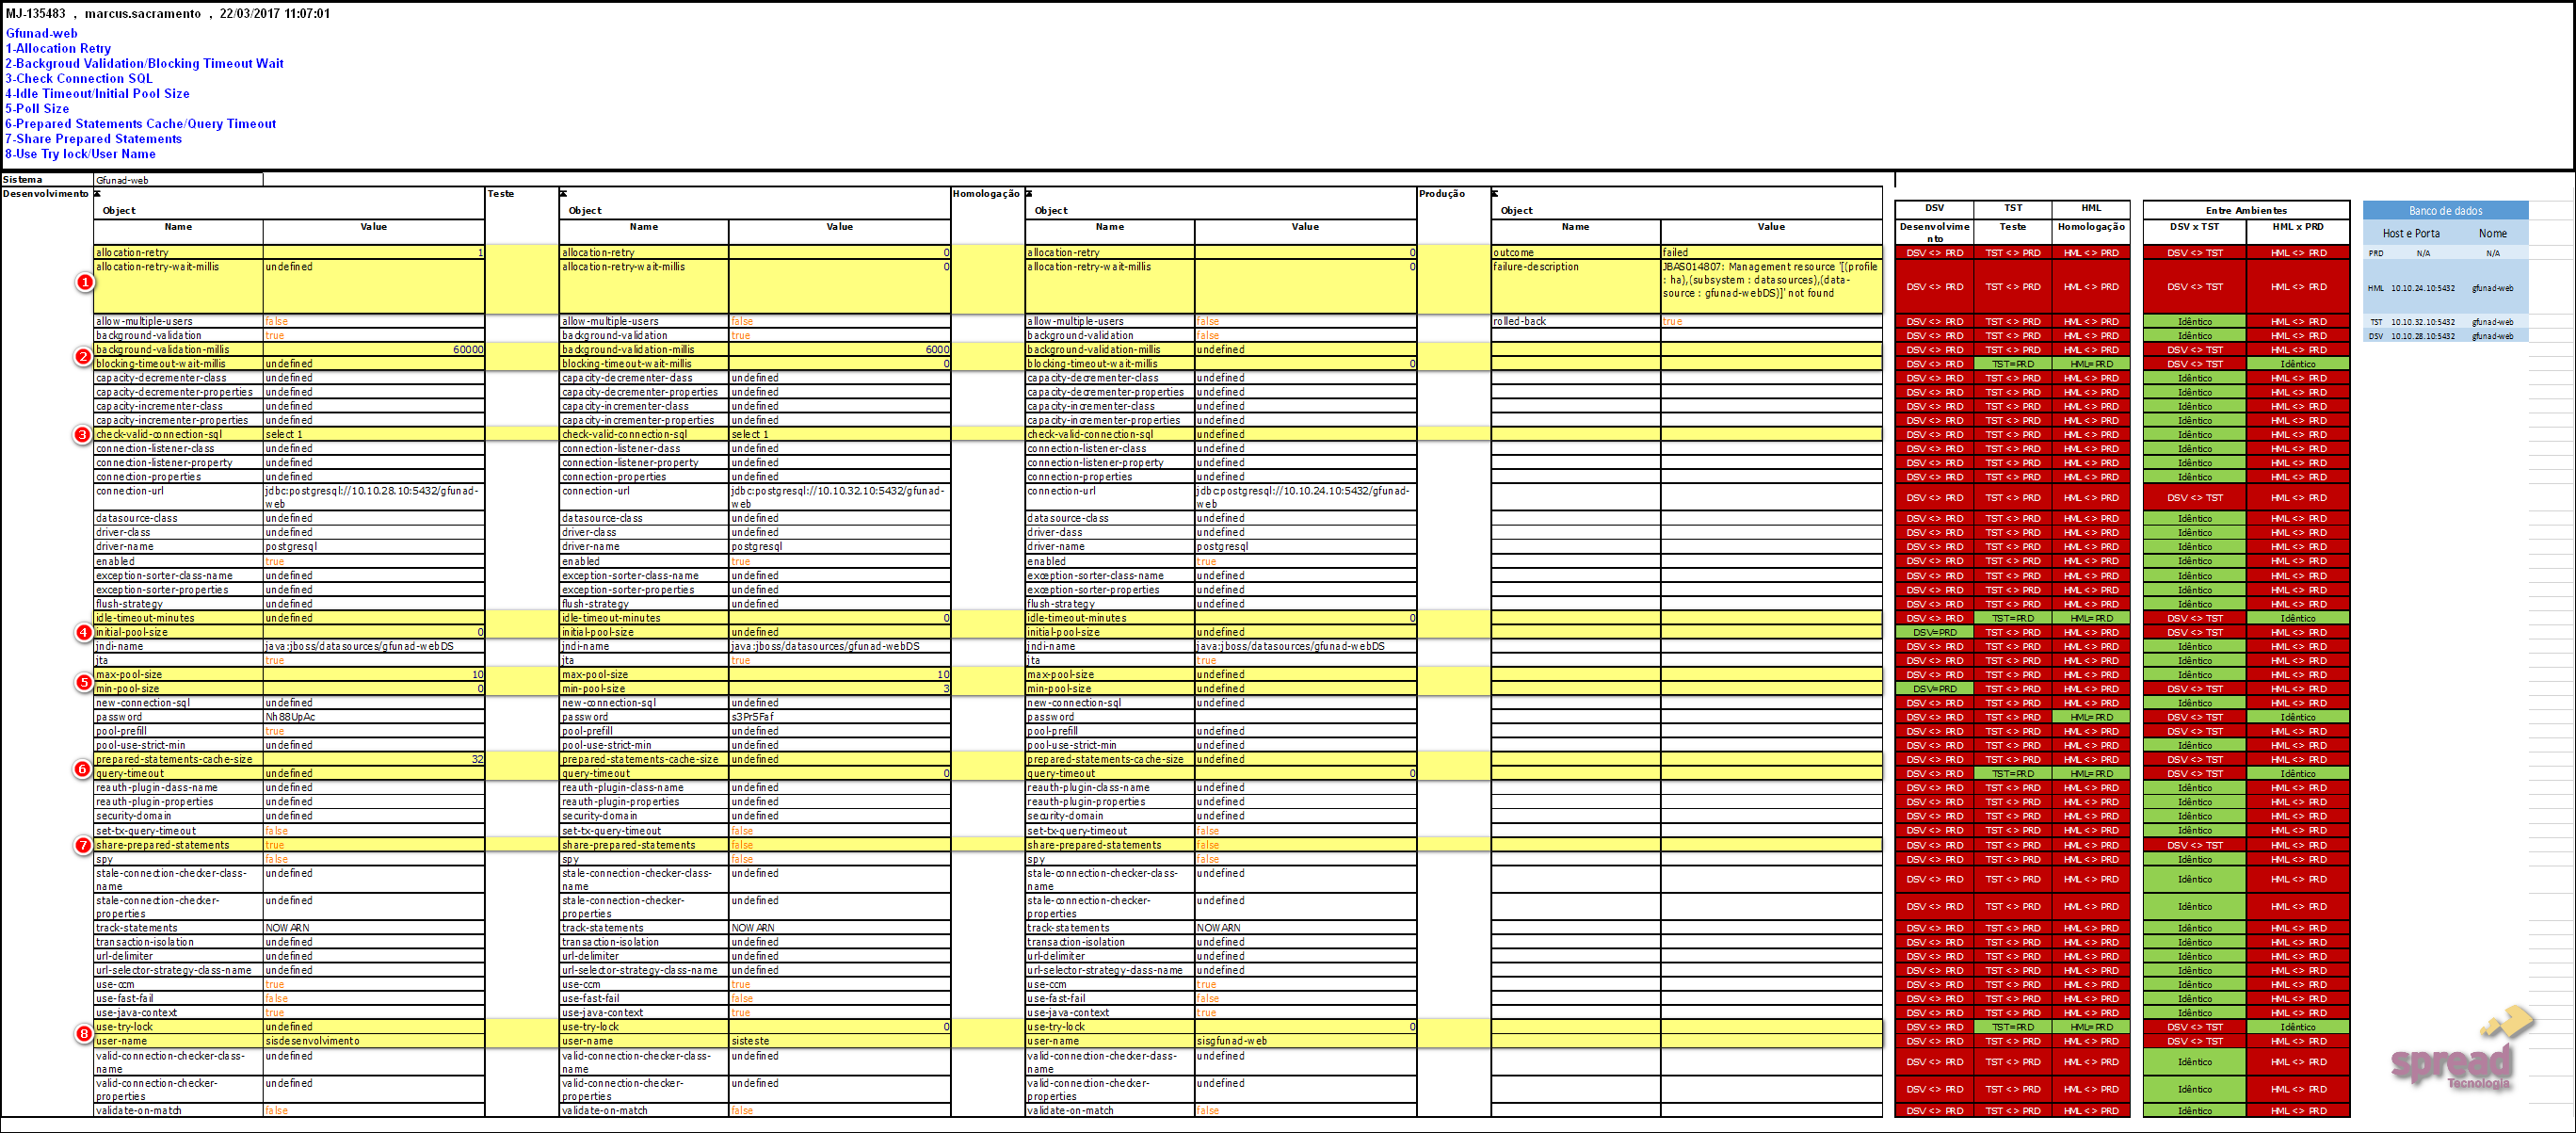 MJ-135483 , marcus.sacramento , 22/03/2017 11:07:01
Gfunad-web
1-Allocation Retry
2-Backgroud Validation/Blocking Timeout Wait
3-Check Connection SQL
4-Idle Timeout/Initial Pool Size
5-Poll Size
6-Prepared Statements Cache/Query Timeout
7-Share Prepared Statements
8-Use Try lock/User Name
Sistema Gfunad-web
Desenvolvimento Teste Homologação Produção
Object Object Object Object
DSV TST HML Entre Ambientes Banco de dados
Name Value Name Value Name Value Name Value Desenvolvime
nto Teste Homologação DSV x TST HML x PRD Host e Porta Nome
allocation-retry 1 allocation-retry 0 allocation-retry 0 outcome failed DSV <> PRD TST <> PRD HML <> PRD DSV <> TST HML <> PRD PRD N/A N/A
1 allocation-retry-wait-millis undefined allocation-retry-wait-millis 0 allocation-retry-wait-millis 0 failure-description JBAS014807: Management resource '[(profile
: ha),(subsystem : datasources),(data-
source : gfunad-webDS)]' not found DSV <> PRD TST <> PRD HML <> PRD DSV <> TST HML <> PRD HML 10.10.24.10:5432 gfunad-web
allow-multiple-users false allow-multiple-users false allow-multiple-users false rolled-back true DSV <> PRD TST <> PRD HML <> PRD Idêntico HML <> PRD TST 10.10.32.10:5432 gfunad-web
background-validation true background-validation true background-validation false DSV <> PRD TST <> PRD HML <> PRD Idêntico HML <> PRD DSV 10.10.28.10:5432 gfunad-web
2 background-validation-millis 60000 background-validation-millis 6000 background-validation-millis undefined DSV <> PRD TST <> PRD HML <> PRD DSV <> TST HML <> PRD
blocking-timeout-wait-millis undefined blocking-timeout-wait-millis 0 blocking-timeout-wait-millis 0 DSV <> PRD TST=PRD HML=PRD DSV <> TST Idêntico
capacity-decrementer-class undefined capacity-decrementer-class undefined capacity-decrementer-class undefined DSV <> PRD TST <> PRD HML <> PRD Idêntico HML <> PRD
capacity-decrementer-properties undefined capacity-decrementer-properties undefined capacity-decrementer-properties undefined DSV <> PRD TST <> PRD HML <> PRD Idêntico HML <> PRD
capacity-incrementer-class undefined capacity-incrementer-class undefined capacity-incrementer-class undefined DSV <> PRD TST <> PRD HML <> PRD Idêntico HML <> PRD
capacity-incrementer-properties undefined capacity-incrementer-properties undefined capacity-incrementer-properties undefined DSV <> PRD TST <> PRD HML <> PRD Idêntico HML <> PRD
3 check-valid-connection-sql select 1 check-valid-connection-sql select 1 check-valid-connection-sql undefined DSV <> PRD TST <> PRD HML <> PRD Idêntico HML <> PRD
connection-listener-class undefined connection-listener-class undefined connection-listener-class undefined DSV <> PRD TST <> PRD HML <> PRD Idêntico HML <> PRD
connection-listener-property undefined connection-listener-property undefined connection-listener-property undefined DSV <> PRD TST <> PRD HML <> PRD Idêntico HML <> PRD
connection-properties undefined connection-properties undefined connection-properties undefined DSV <> PRD TST <> PRD HML <> PRD Idêntico HML <> PRD
connection-url jdbc:postgresql://10.10.28.10:5432/gfunad-
web connection-url jdbc:postgresql://10.10.32.10:5432/gfunad-
web connection-url jdbc:postgresql://10.10.24.10:5432/gfunad-
web DSV <> PRD TST <> PRD HML <> PRD DSV <> TST HML <> PRD
datasource-class undefined datasource-class undefined datasource-class undefined DSV <> PRD TST <> PRD HML <> PRD Idêntico HML <> PRD
driver-class undefined driver-class undefined driver-class undefined DSV <> PRD TST <> PRD HML <> PRD Idêntico HML <> PRD
driver-name postgresql driver-name postgresql driver-name postgresql DSV <> PRD TST <> PRD HML <> PRD Idêntico HML <> PRD
enabled true enabled true enabled true DSV <> PRD TST <> PRD HML <> PRD Idêntico HML <> PRD
exception-sorter-class-name undefined exception-sorter-class-name undefined exception-sorter-class-name undefined DSV <> PRD TST <> PRD HML <> PRD Idêntico HML <> PRD
exception-sorter-properties undefined exception-sorter-properties undefined exception-sorter-properties undefined DSV <> PRD TST <> PRD HML <> PRD Idêntico HML <> PRD
flush-strategy undefined flush-strategy undefined flush-strategy undefined DSV <> PRD TST <> PRD HML <> PRD Idêntico HML <> PRD
idle-timeout-minutes undefined idle-timeout-minutes 0 idle-timeout-minutes 0 DSV <> PRD TST=PRD HML=PRD DSV <> TST Idêntico
4 initial-pool-size 0 initial-pool-size undefined initial-pool-size undefined DSV=PRD TST <> PRD HML <> PRD DSV <> TST HML <> PRD
jndi-name java:jboss/datasources/gfunad-webDS jndi-name java:jboss/datasources/gfunad-webDS jndi-name java:jboss/datasources/gfunad-webDS DSV <> PRD TST <> PRD HML <> PRD Idêntico HML <> PRD
jta true jta true jta true DSV <> PRD TST <> PRD HML <> PRD Idêntico HML <> PRD
5 max-pool-size 10 max-pool-size 10 max-pool-size undefined DSV <> PRD TST <> PRD HML <> PRD Idêntico HML <> PRD
min-pool-size 0 min-pool-size 3 min-pool-size undefined DSV=PRD TST <> PRD HML <> PRD DSV <> TST HML <> PRD
new-connection-sql undefined new-connection-sql undefined new-connection-sql undefined DSV <> PRD TST <> PRD HML <> PRD Idêntico HML <> PRD
password Nh88UpAc password s3Pr5Faf password DSV <> PRD TST <> PRD HML=PRD DSV <> TST Idêntico
pool-prefill true pool-prefill undefined pool-prefill undefined DSV <> PRD TST <> PRD HML <> PRD DSV <> TST HML <> PRD
pool-use-strict-min undefined pool-use-strict-min undefined pool-use-strict-min undefined DSV <> PRD TST <> PRD HML <> PRD Idêntico HML <> PRD
6 prepared-statements-cache-size 32 prepared-statements-cache-size undefined prepared-statements-cache-size undefined DSV <> PRD TST <> PRD HML <> PRD DSV <> TST HML <> PRD
query-timeout undefined query-timeout 0 query-timeout 0 DSV <> PRD TST=PRD HML=PRD DSV <> TST Idêntico
reauth-plugin-class-name undefined reauth-plugin-class-name undefined reauth-plugin-class-name undefined DSV <> PRD TST <> PRD HML <> PRD Idêntico HML <> PRD
reauth-plugin-properties undefined reauth-plugin-properties undefined reauth-plugin-properties undefined DSV <> PRD TST <> PRD HML <> PRD Idêntico HML <> PRD
security-domain undefined security-domain undefined security-domain undefined DSV <> PRD TST <> PRD HML <> PRD Idêntico HML <> PRD
set-tx-query-timeout false set-tx-query-timeout false set-tx-query-timeout false DSV <> PRD TST <> PRD HML <> PRD Idêntico HML <> PRD
7 share-prepared-statements true share-prepared-statements false share-prepared-statements false DSV <> PRD TST <> PRD HML <> PRD DSV <> TST HML <> PRD
spy false spy false spy false DSV <> PRD TST <> PRD HML <> PRD Idêntico HML <> PRD
stale-connection-checker-class-
name undefined stale-connection-checker-class-
name undefined stale-connection-checker-class-
name undefined DSV <> PRD TST <> PRD HML <> PRD Idêntico HML <> PRD
stale-connection-checker-
properties undefined stale-connection-checker-
properties undefined stale-connection-checker-
properties undefined DSV <> PRD TST <> PRD HML <> PRD Idêntico HML <> PRD
track-statements NOWARN track-statements NOWARN track-statements NOWARN DSV <> PRD TST <> PRD HML <> PRD Idêntico HML <> PRD
transaction-isolation undefined transaction-isolation undefined transaction-isolation undefined DSV <> PRD TST <> PRD HML <> PRD Idêntico HML <> PRD
url-delimiter undefined url-delimiter undefined url-delimiter undefined DSV <> PRD TST <> PRD HML <> PRD Idêntico HML <> PRD
url-selector-strategy-class-name undefined url-selector-strategy-class-name undefined url-selector-strategy-class-name undefined DSV <> PRD TST <> PRD HML <> PRD Idêntico HML <> PRD
use-ccm true use-ccm true use-ccm true DSV <> PRD TST <> PRD HML <> PRD Idêntico HML <> PRD
use-fast-fail false use-fast-fail false use-fast-fail false DSV <> PRD TST <> PRD HML <> PRD Idêntico HML <> PRD
use-java-context true use-java-context true use-java-context true DSV <> PRD TST <> PRD HML <> PRD Idêntico HML <> PRD
8 use-try-lock undefined use-try-lock 0 use-try-lock 0 DSV <> PRD TST=PRD HML=PRD DSV <> TST Idêntico
user-name sisdesenvolvimento user-name sisteste user-name sisgfunad-web DSV <> PRD TST <> PRD HML <> PRD DSV <> TST HML <> PRD
valid-connection-checker-class-
name undefined valid-connection-checker-class-
name undefined valid-connection-checker-class-
name undefined DSV <> PRD TST <> PRD HML <> PRD Idêntico HML <> PRD
valid-connection-checker-
properties undefined valid-connection-checker-
properties undefined valid-connection-checker-
properties undefined DSV <> PRD TST <> PRD HML <> PRD Idêntico HML <> PRD
validate-on-match false validate-on-match false validate-on-match false DSV <> PRD TST <> PRD HML <> PRD Idêntico HML <> PRD
spread
Tecnologia